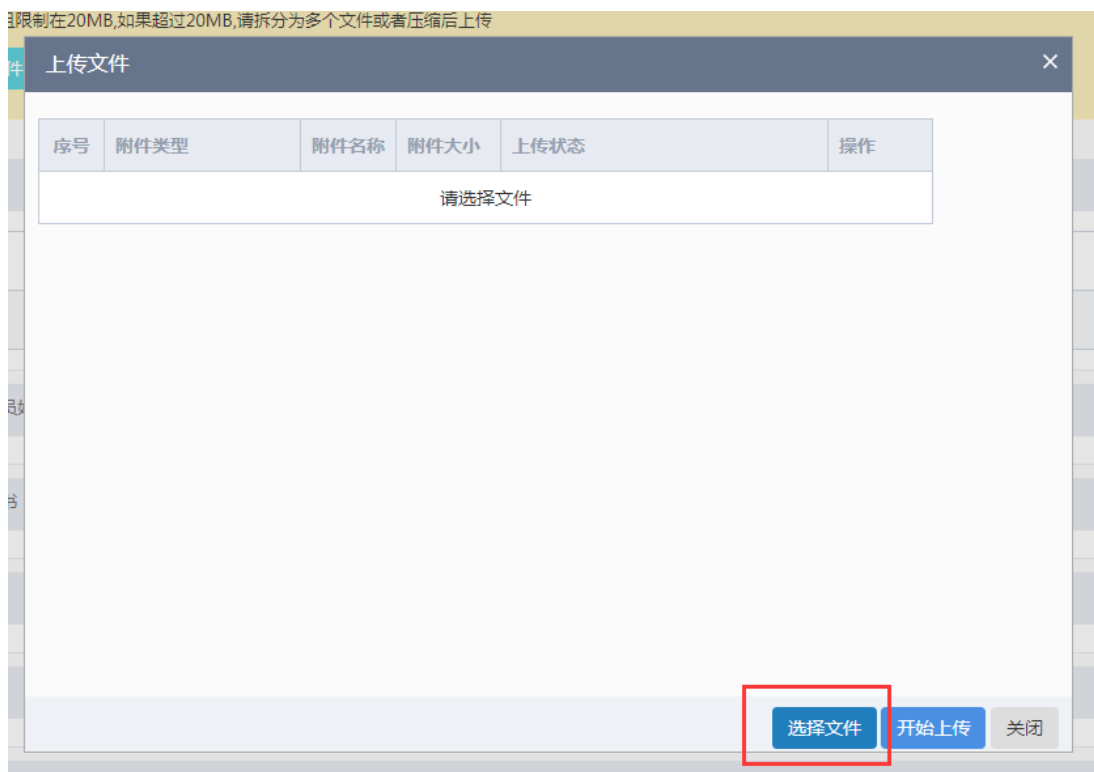 限制在20MB,如果超过20MB,请拆分为多个文件或者压缩后上传
件
上传文件
序号 附件类型 附件名称 附件大小 上传状态 操作
请选择文件
员
书
选择文件 开始上传 关闭